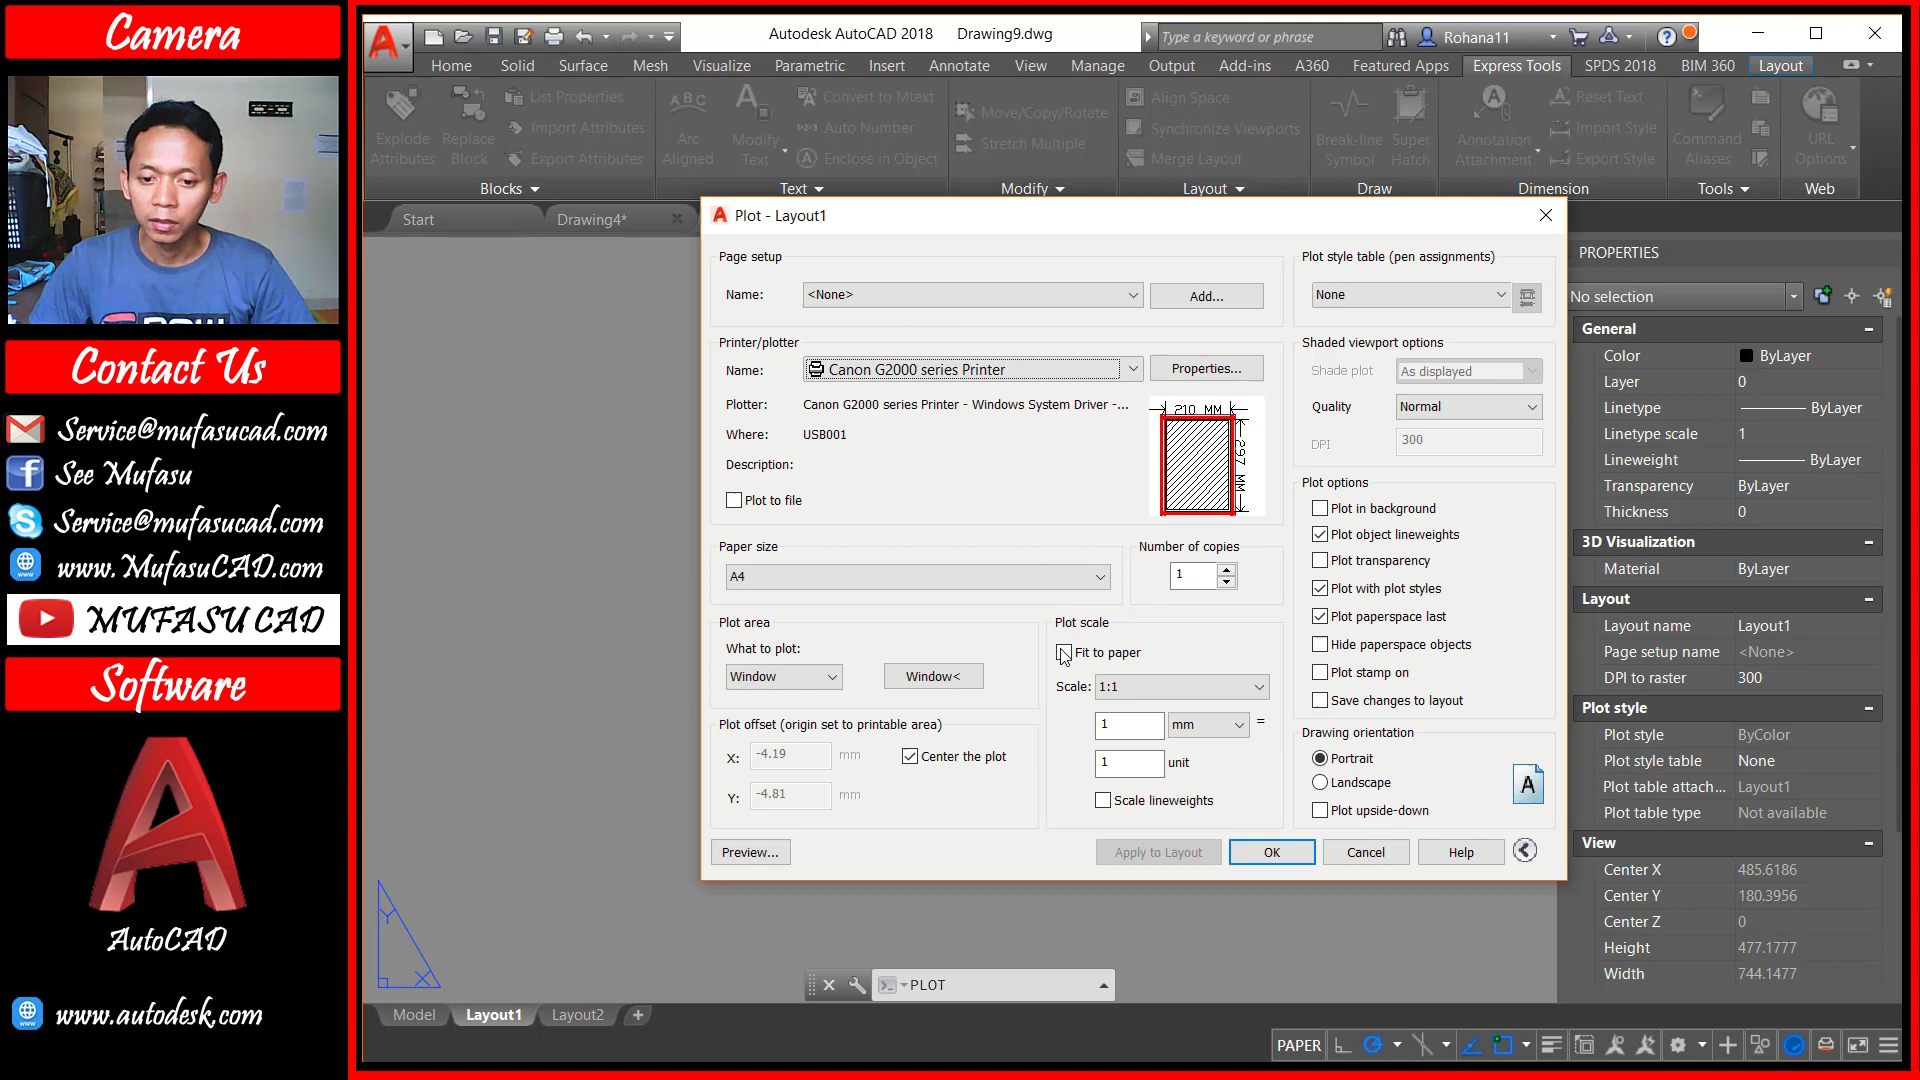 Camera
Contact Us
Service@mufasucad.com
See Mufasu
Service@mufasucad.com
www.MufasuCAD.com
MUFASU CAD
Software
AutoCAD
www.autodesk.com
Autodesk AutoCAD 2018 Drawing9.dwg
Type a keyword or phrase
Rohana11
Home Solid Surface Mesh Visualize Parametric Insert Annotate View Manage Output Add-ins A360 Featured Apps Express Tools SPDS 2018 BIM 360 Layout
Explode Attributes
Replace Block
List Properties
Import Attributes
Export Attributes
Arc Aligned
Modify Text
Convert to Mtext
Auto Number
Enclose in Object
Move/Copy/Rotate
Stretch Multiple
Align Space
Synchronize Viewports
Merge Layout
Break-line Symbol
Super Hatch
Annotation Attachment
Reset Text
Import Style
Export Style
Command Aliases
URL Options
Blocks Text Modify Layout Draw Dimension Tools Web
Start Drawing4*
Plot - Layout1
Page setup
Name: <None> Add...
Printer/plotter
Name: Canon G2000 series Printer Properties...
Plotter: Canon G2000 series Printer - Windows System Driver -...
Where: USB001
Description:
Plot to file
210 MM
297 MM
Paper size
A4
Number of copies
1
Plot area
What to plot:
Window Window<
Plot offset (origin set to printable area)
X: -4.19 mm Center the plot
Y: -4.81 mm
Plot scale
Fit to paper
Scale: 1:1
1 mm =
1 unit
Scale lineweights
Plot style table (pen assignments)
None
Shaded viewport options
Shade plot As displayed
Quality Normal
DPI 300
Plot options
Plot in background
Plot object lineweights
Plot transparency
Plot with plot styles
Plot paperspace last
Hide paperspace objects
Plot stamp on
Save changes to layout
Drawing orientation
Portrait
Landscape
Plot upside-down
A
Preview... Apply to Layout OK Cancel Help
PROPERTIES
No selection
General
Color ByLayer
Layer 0
Linetype ByLayer
Linetype scale 1
Lineweight ByLayer
Transparency ByLayer
Thickness 0
3D Visualization
Material ByLayer
Layout
Layout name Layout1
Page setup name <None>
DPI to raster 300
Plot style
Plot style ByColor
Plot style table None
Plot table attach... Layout1
Plot table type Not available
View
Center X 485.6186
Center Y 180.3956
Center Z 0
Height 477.1777
Width 744.1477
Y
X
PLOT
Model Layout1 Layout2 +
PAPER